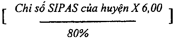 [ Chỉ số SIPAS của huyện X 6,00 ]
80%